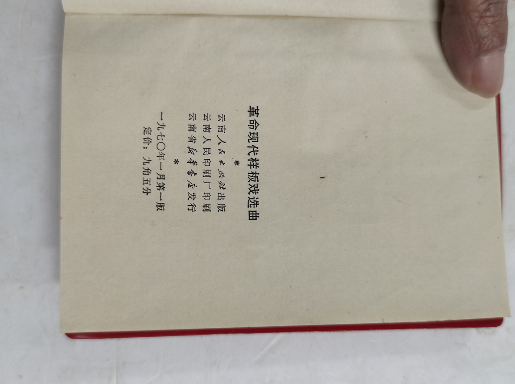 革命现代样板戏选曲
*
云南人民出版社出版
云南人民印刷厂印刷
云南省新华书店发行
*
一九七〇年一月第一版
定价：九角五分